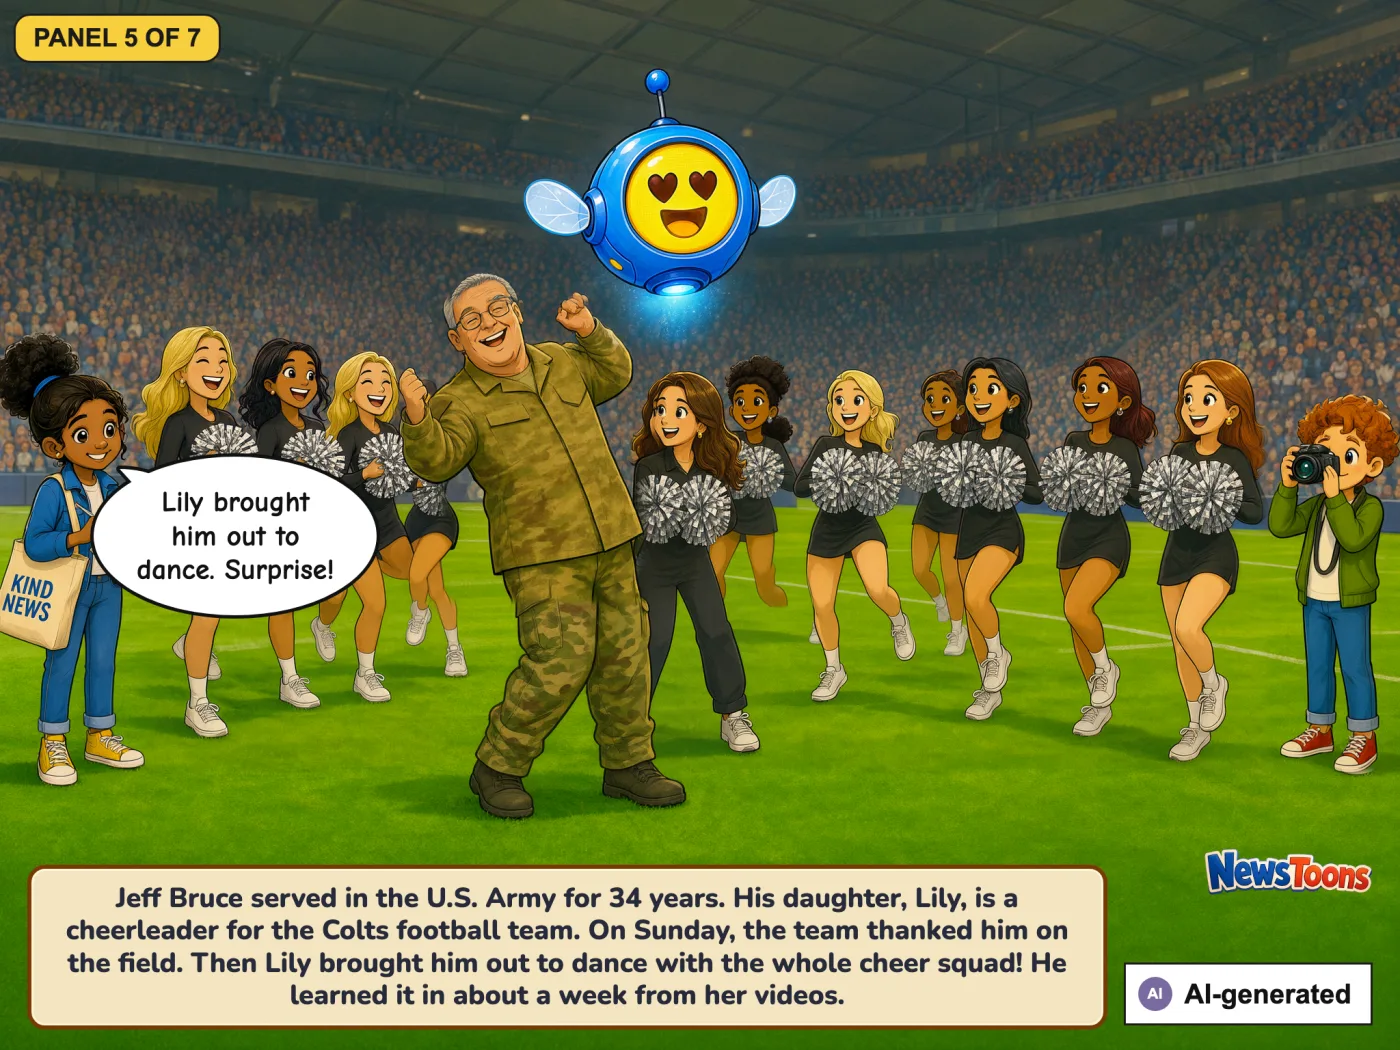 PANEL 5 OF 7
Lily brought
him out to
dance. Surprise!
KIND
NEWS
NewsToons
Jeff Bruce served in the U.S. Army for 34 years. His daughter, Lily, is a
cheerleader for the Colts football team. On Sunday, the team thanked him on
the field. Then Lily brought him out to dance with the whole cheer squad! He
learned it in about a week from her videos.
AI AI-generated